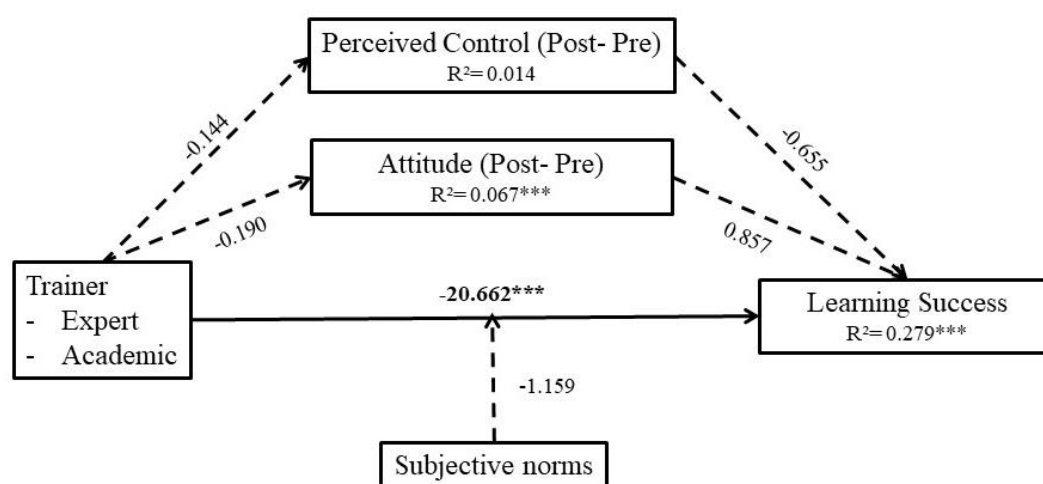 Perceived Control (Post- Pre)
R²= 0.014
-0.144
-0.655
Attitude (Post- Pre)
R²= 0.067***
-0.190
0.857
Trainer
- Expert
- Academic
-20.662***
Learning Success
R²= 0.279***
-1.159
Subjective norms